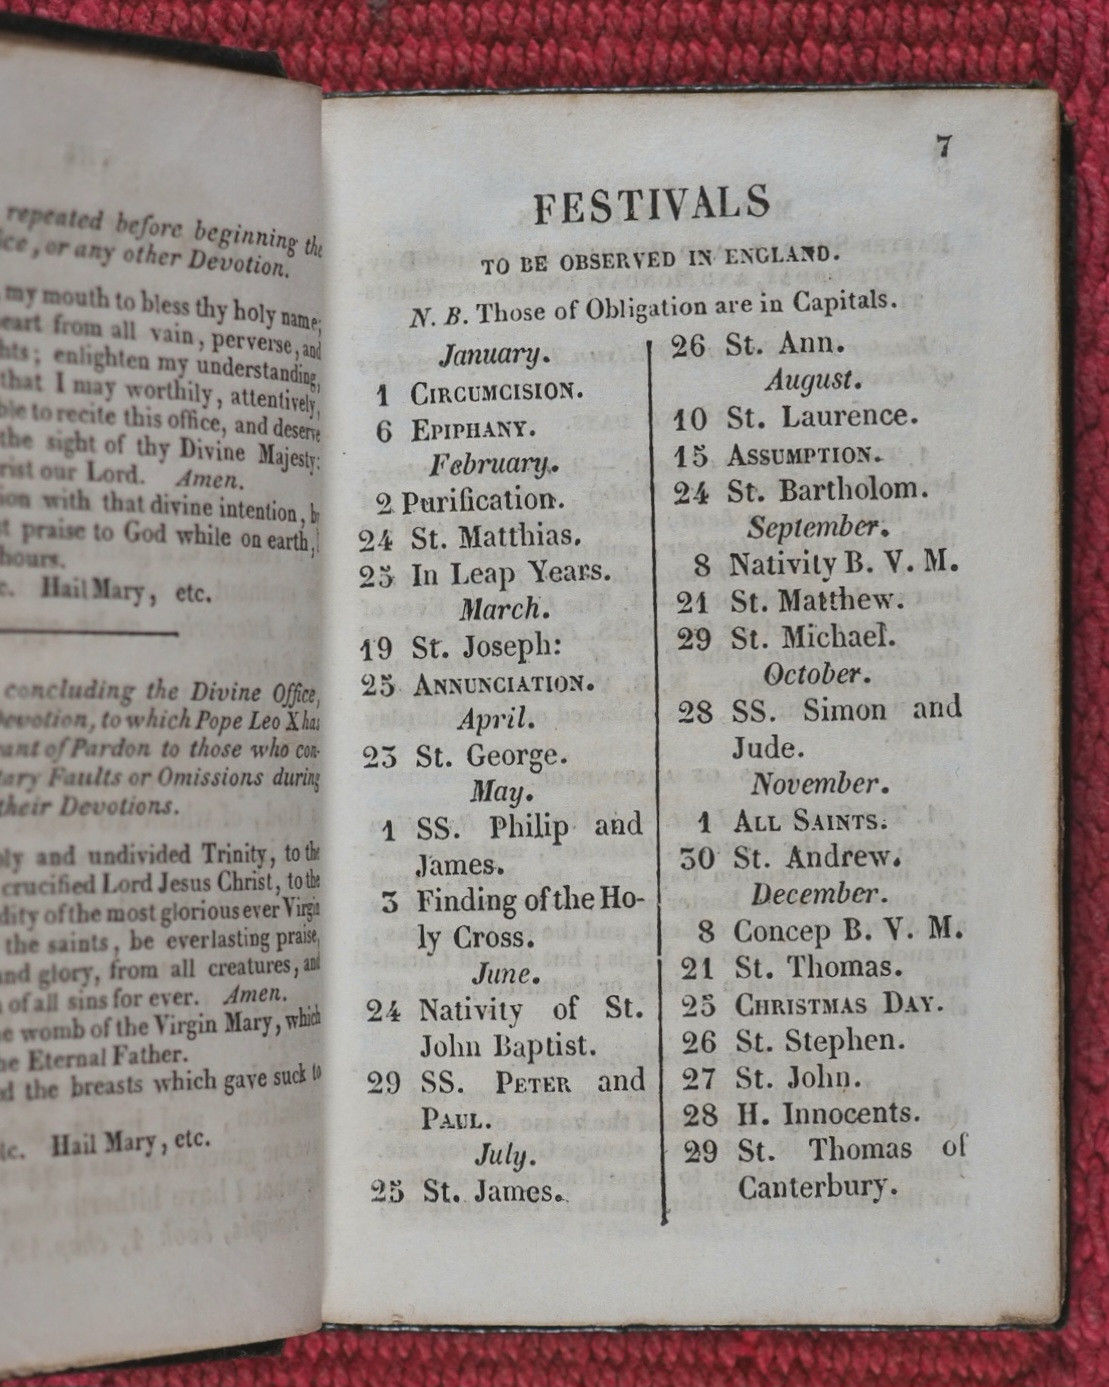 repeated before beginning the
ice, or any other Devotion.
my mouth to bless thy holy name;
heart from all vain, perverse, and
enlighten my understanding,
that I may worthily, attentively,
to recite this office, and deserve
the sight of thy Divine Majesty:
our Lord. Amen.
with that divine intention,
praise to God while on earth,
hours.
Hail Mary, etc.
concluding the Divine Office,
Devotion, to which Pope Leo X has
of Pardon to those who con-
Faults or Omissions during
their Devotions.
and undivided Trinity, to the
crucified Lord Jesus Christ, to the
of the most glorious ever Virgin
the saints, be everlasting praise,
and glory, from all creatures, and
of all sins for ever. Amen.
womb of the Virgin Mary, which
Eternal Father.
the breasts which gave suck to
Hail Mary, etc.
7
FESTIVALS
TO BE OBSERVED IN ENGLAND.
N. B. Those of Obligation are in Capitals.
January.
1 CIRCUMCISION.
6 EPIPHANY.
February.
2 Purification.
24 St. Matthias.
25 In Leap Years.
March.
19 St. Joseph:
25 ANNUNCIATION.
April.
23 St. George.
May.
1 SS. Philip and
James.
3 Finding of the Ho-
ly Cross.
June.
24 Nativity of St.
John Baptist.
29 SS. PETER and
PAUL.
July.
25 St. James.
26 St. Ann.
August.
10 St. Laurence.
15 ASSUMPTION.
24 St. Bartholom.
September.
8 Nativity B. V. M.
21 St. Matthew.
29 St. Michael.
October.
28 SS. Simon and
Jude.
November.
1 ALL SAINTS.
30 St. Andrew.
December.
8 Concep B. V. M.
21 St. Thomas.
25 CHRISTMAS DAY.
26 St. Stephen.
27 St. John.
28 H. Innocents.
29 St. Thomas of
Canterbury.